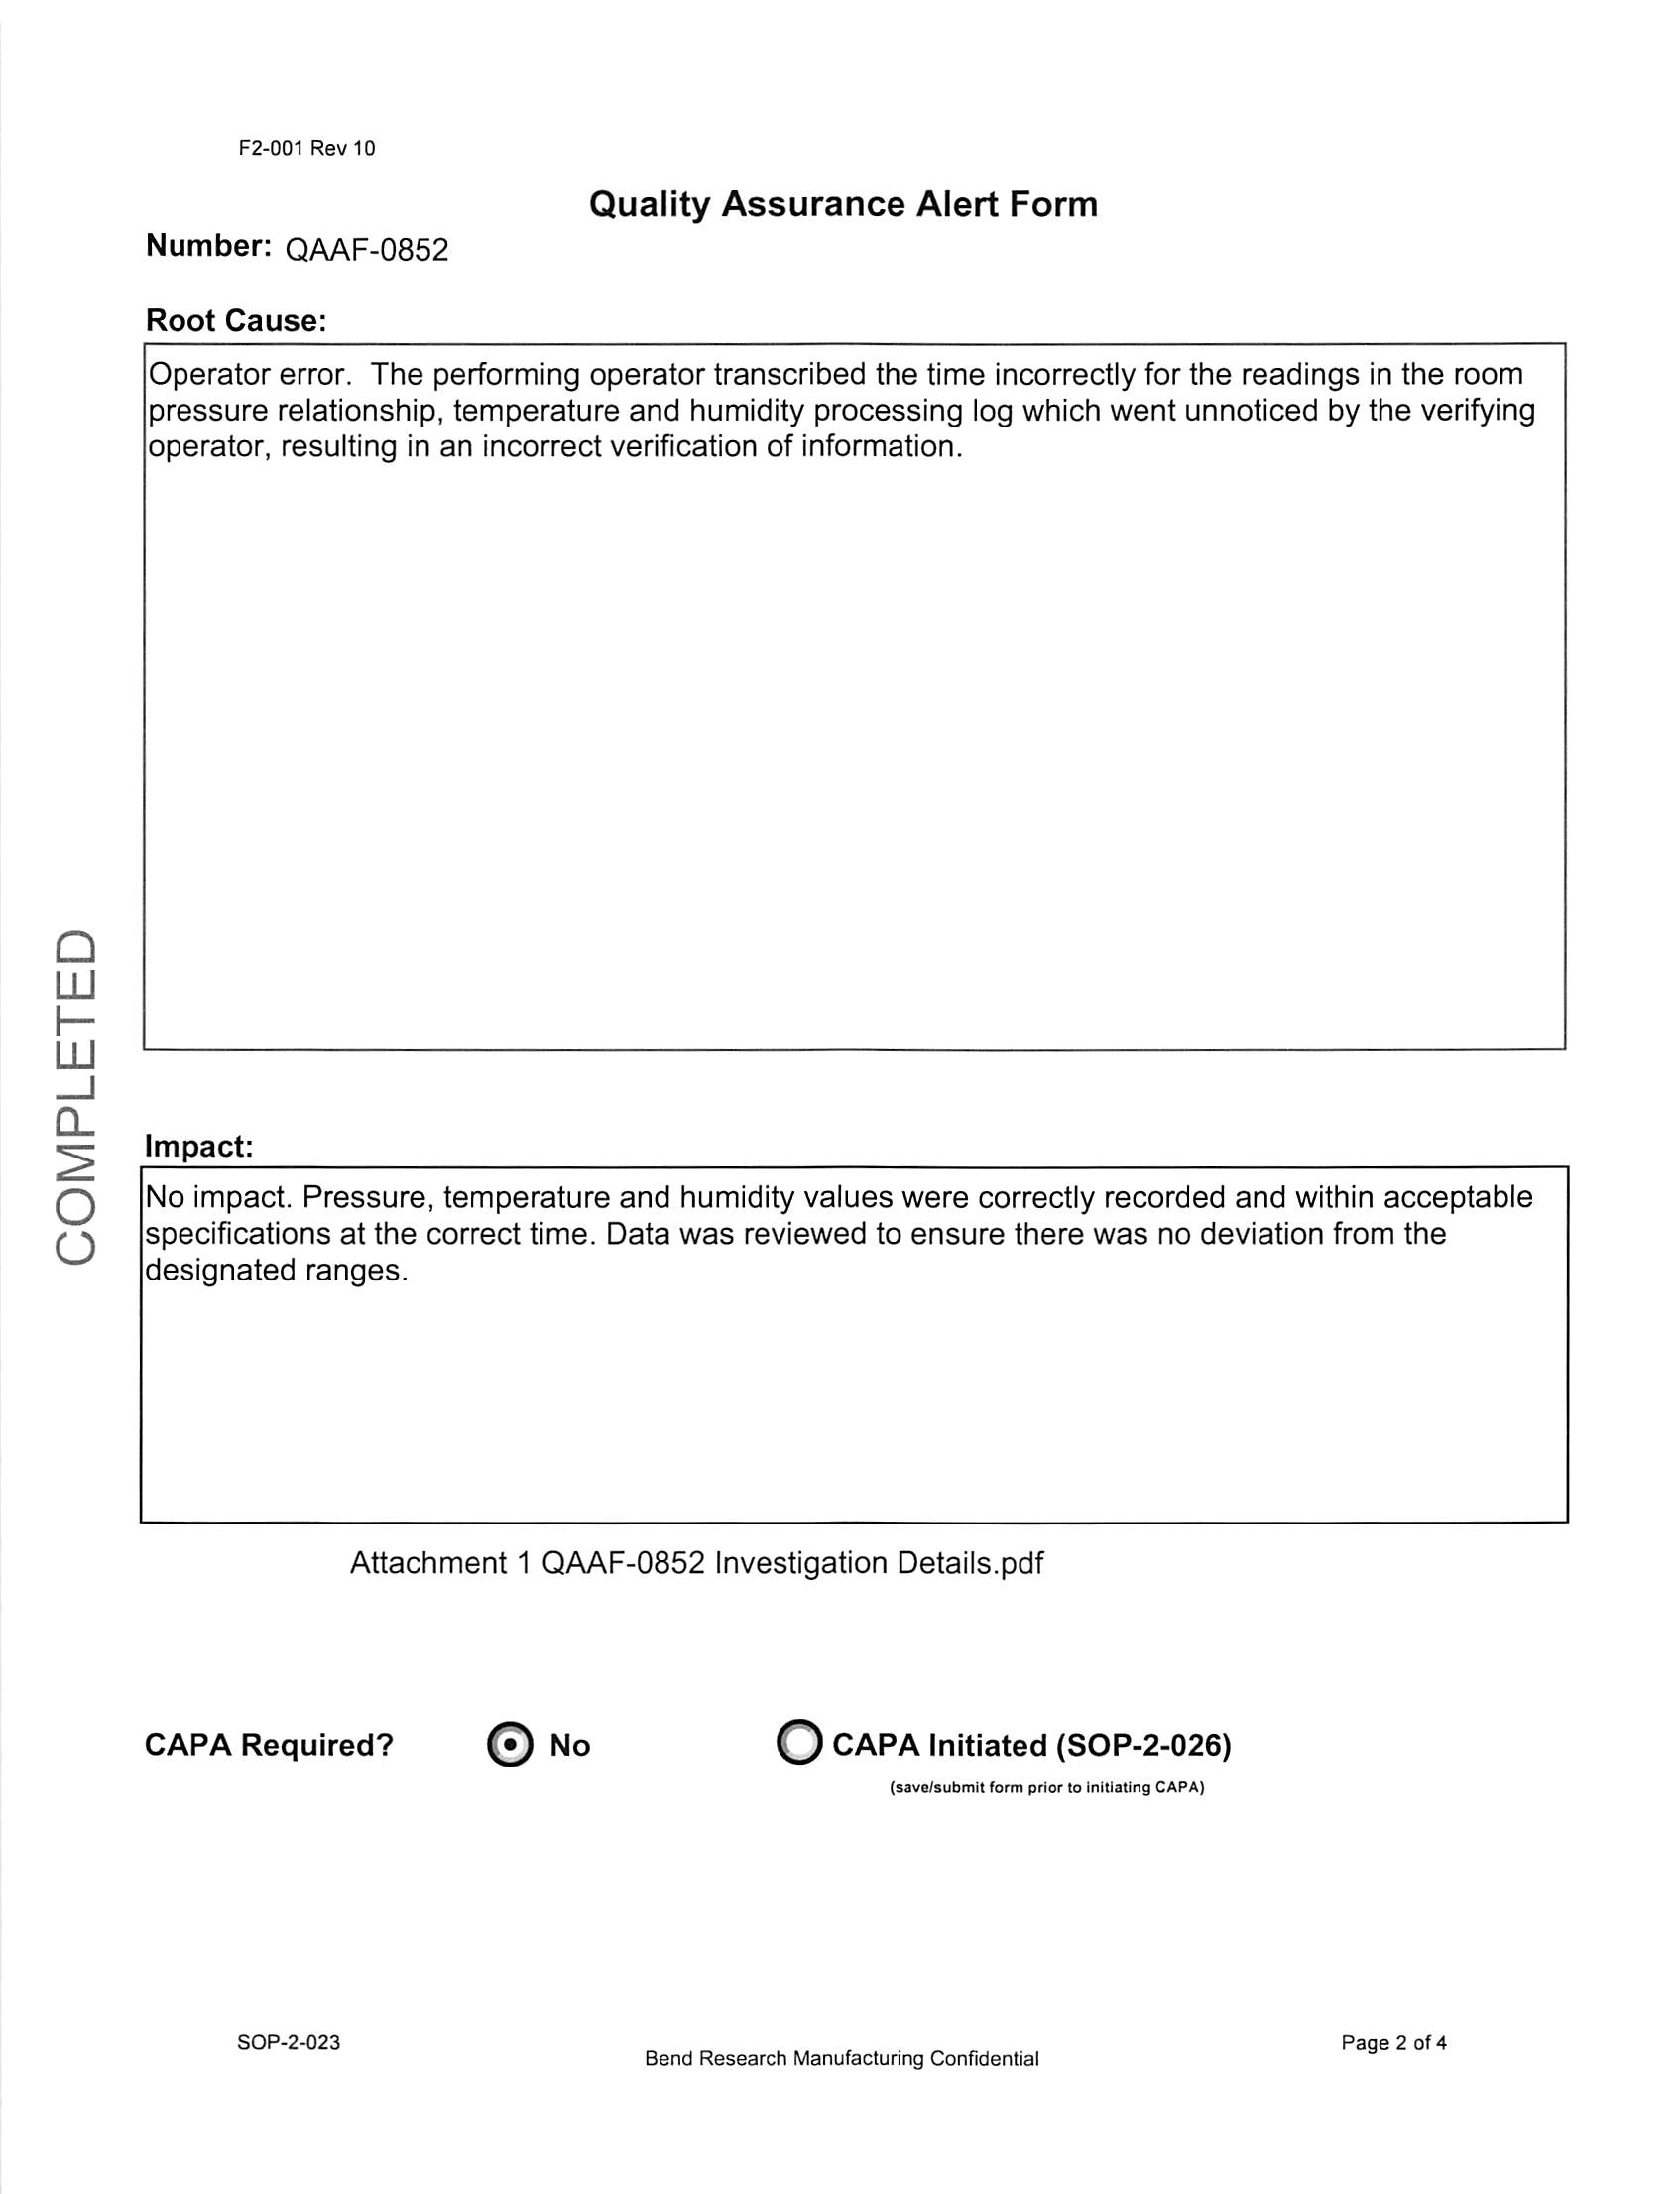 F2-001 Rev 10
Quality Assurance Alert Form
Number: QAAF-0852
Root Cause:
Operator error.  The performing operator transcribed the time incorrectly for the readings in the room
pressure relationship, temperature and humidity processing log which went unnoticed by the verifying
operator, resulting in an incorrect verification of information.
COMPLETED
Impact:
No impact. Pressure, temperature and humidity values were correctly recorded and within acceptable
specifications at the correct time. Data was reviewed to ensure there was no deviation from the
designated ranges.
Attachment 1 QAAF-0852 Investigation Details.pdf
CAPA Required? No CAPA Initiated (SOP-2-026)
(save/submit form prior to initiating CAPA)
SOP-2-023
Bend Research Manufacturing Confidential
Page 2 of 4